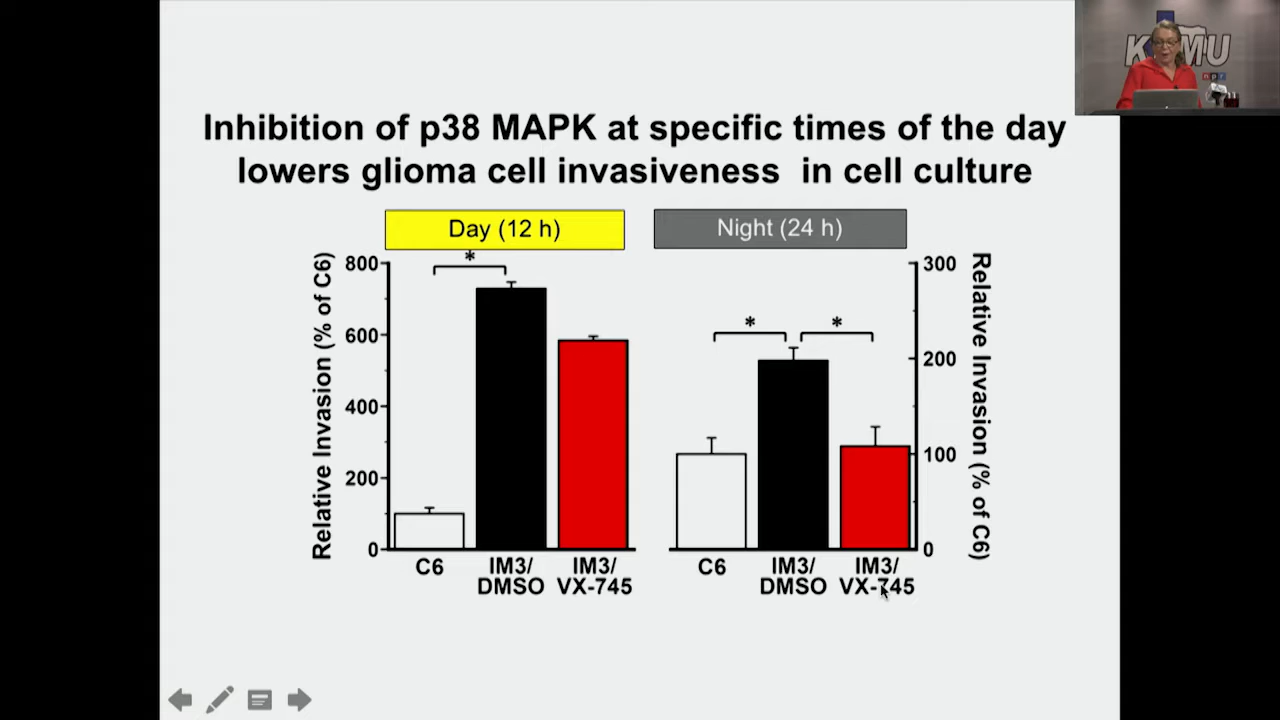 Inhibition of p38 MAPK at specific times of the day
lowers glioma cell invasiveness in cell culture
Day (12 h)
Night (24 h)
Relative Invasion (% of C6)
800
600
400
200
0
*
C6
IM3/
DMSO
IM3/
VX-745
*
*
C6
IM3/
DMSO
IM3/
VX-745
300
200
100
0
Relative Invasion (% of C6)
npr